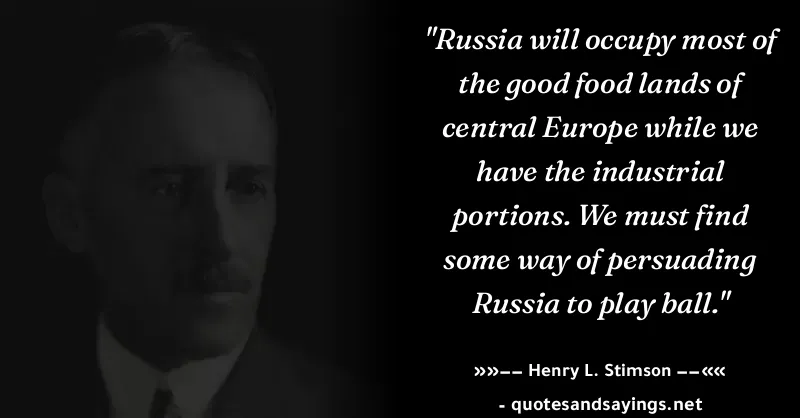 "Russia will occupy most of
the good food lands of
central Europe while we
have the industrial
portions. We must find
some way of persuading
Russia to play ball."
»»–– Henry L. Stimson ––««
- quotesandsayings.net